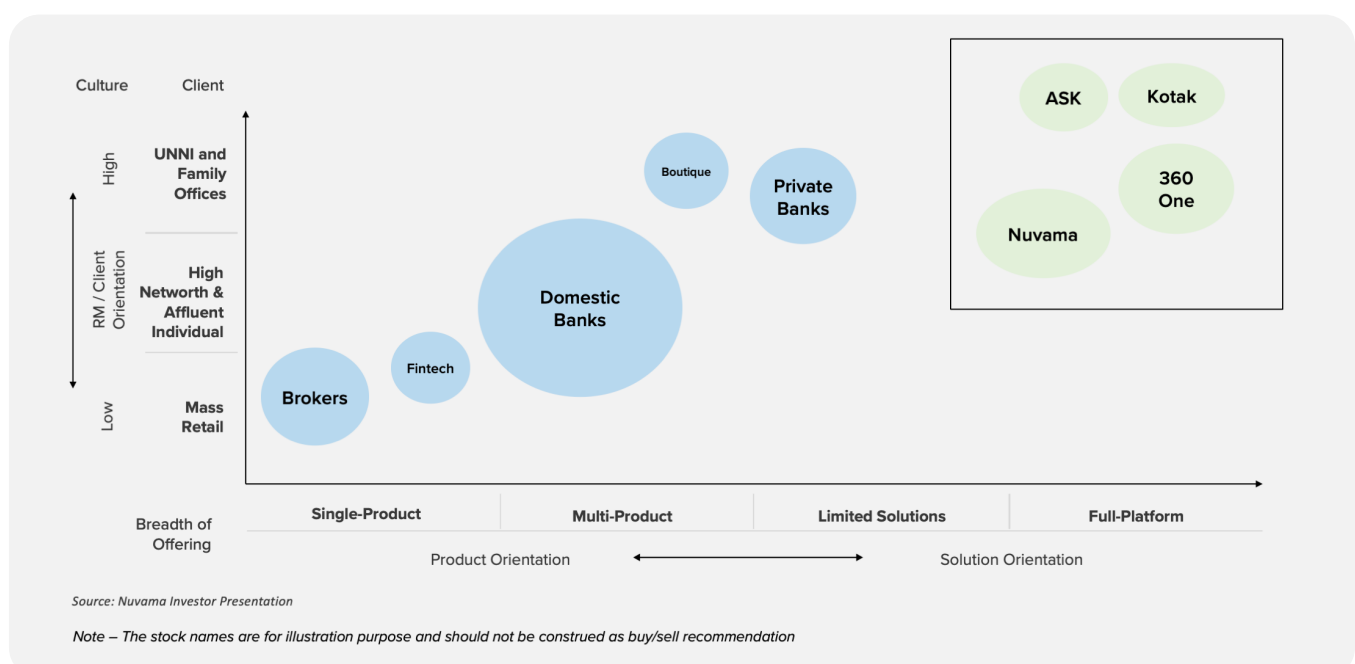 Culture
Client
ASK
Kotak
High
UNNI and
Family
Offices
Boutique
Private
Banks
360
One
Nuvama
RM / Client
Orientation
High
Networth &
Affluent
Individual
Domestic
Banks
Fintech
Brokers
Low
Mass
Retail
Breadth of
Offering
Single-Product
Multi-Product
Limited Solutions
Full-Platform
Product Orientation
Solution Orientation
Source: Nuvama Investor Presentation
Note – The stock names are for illustration purpose and should not be construed as buy/sell recommendation